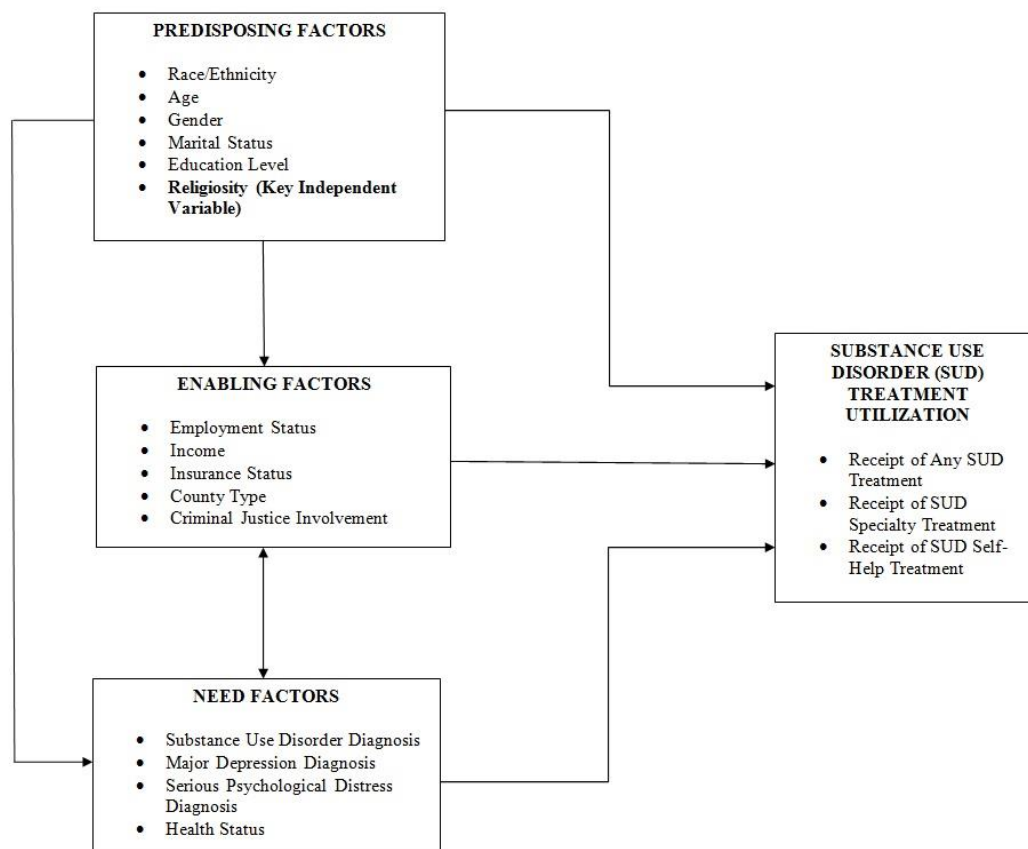 PREDISPOSING FACTORS
• Race/Ethnicity
• Age
• Gender
• Marital Status
• Education Level
• Religiosity (Key Independent
Variable)
ENABLING FACTORS
• Employment Status
• Income
• Insurance Status
• County Type
• Criminal Justice Involvement
NEED FACTORS
• Substance Use Disorder Diagnosis
• Major Depression Diagnosis
• Serious Psychological Distress
Diagnosis
• Health Status
SUBSTANCE USE
DISORDER (SUD)
TREATMENT
UTILIZATION
• Receipt of Any SUD
Treatment
• Receipt of SUD
Specialty Treatment
• Receipt of SUD Self-
Help Treatment